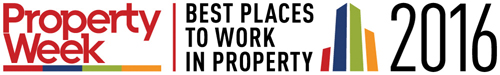 Property
Week
BEST PLACES
TO WORK
IN PROPERTY
2016